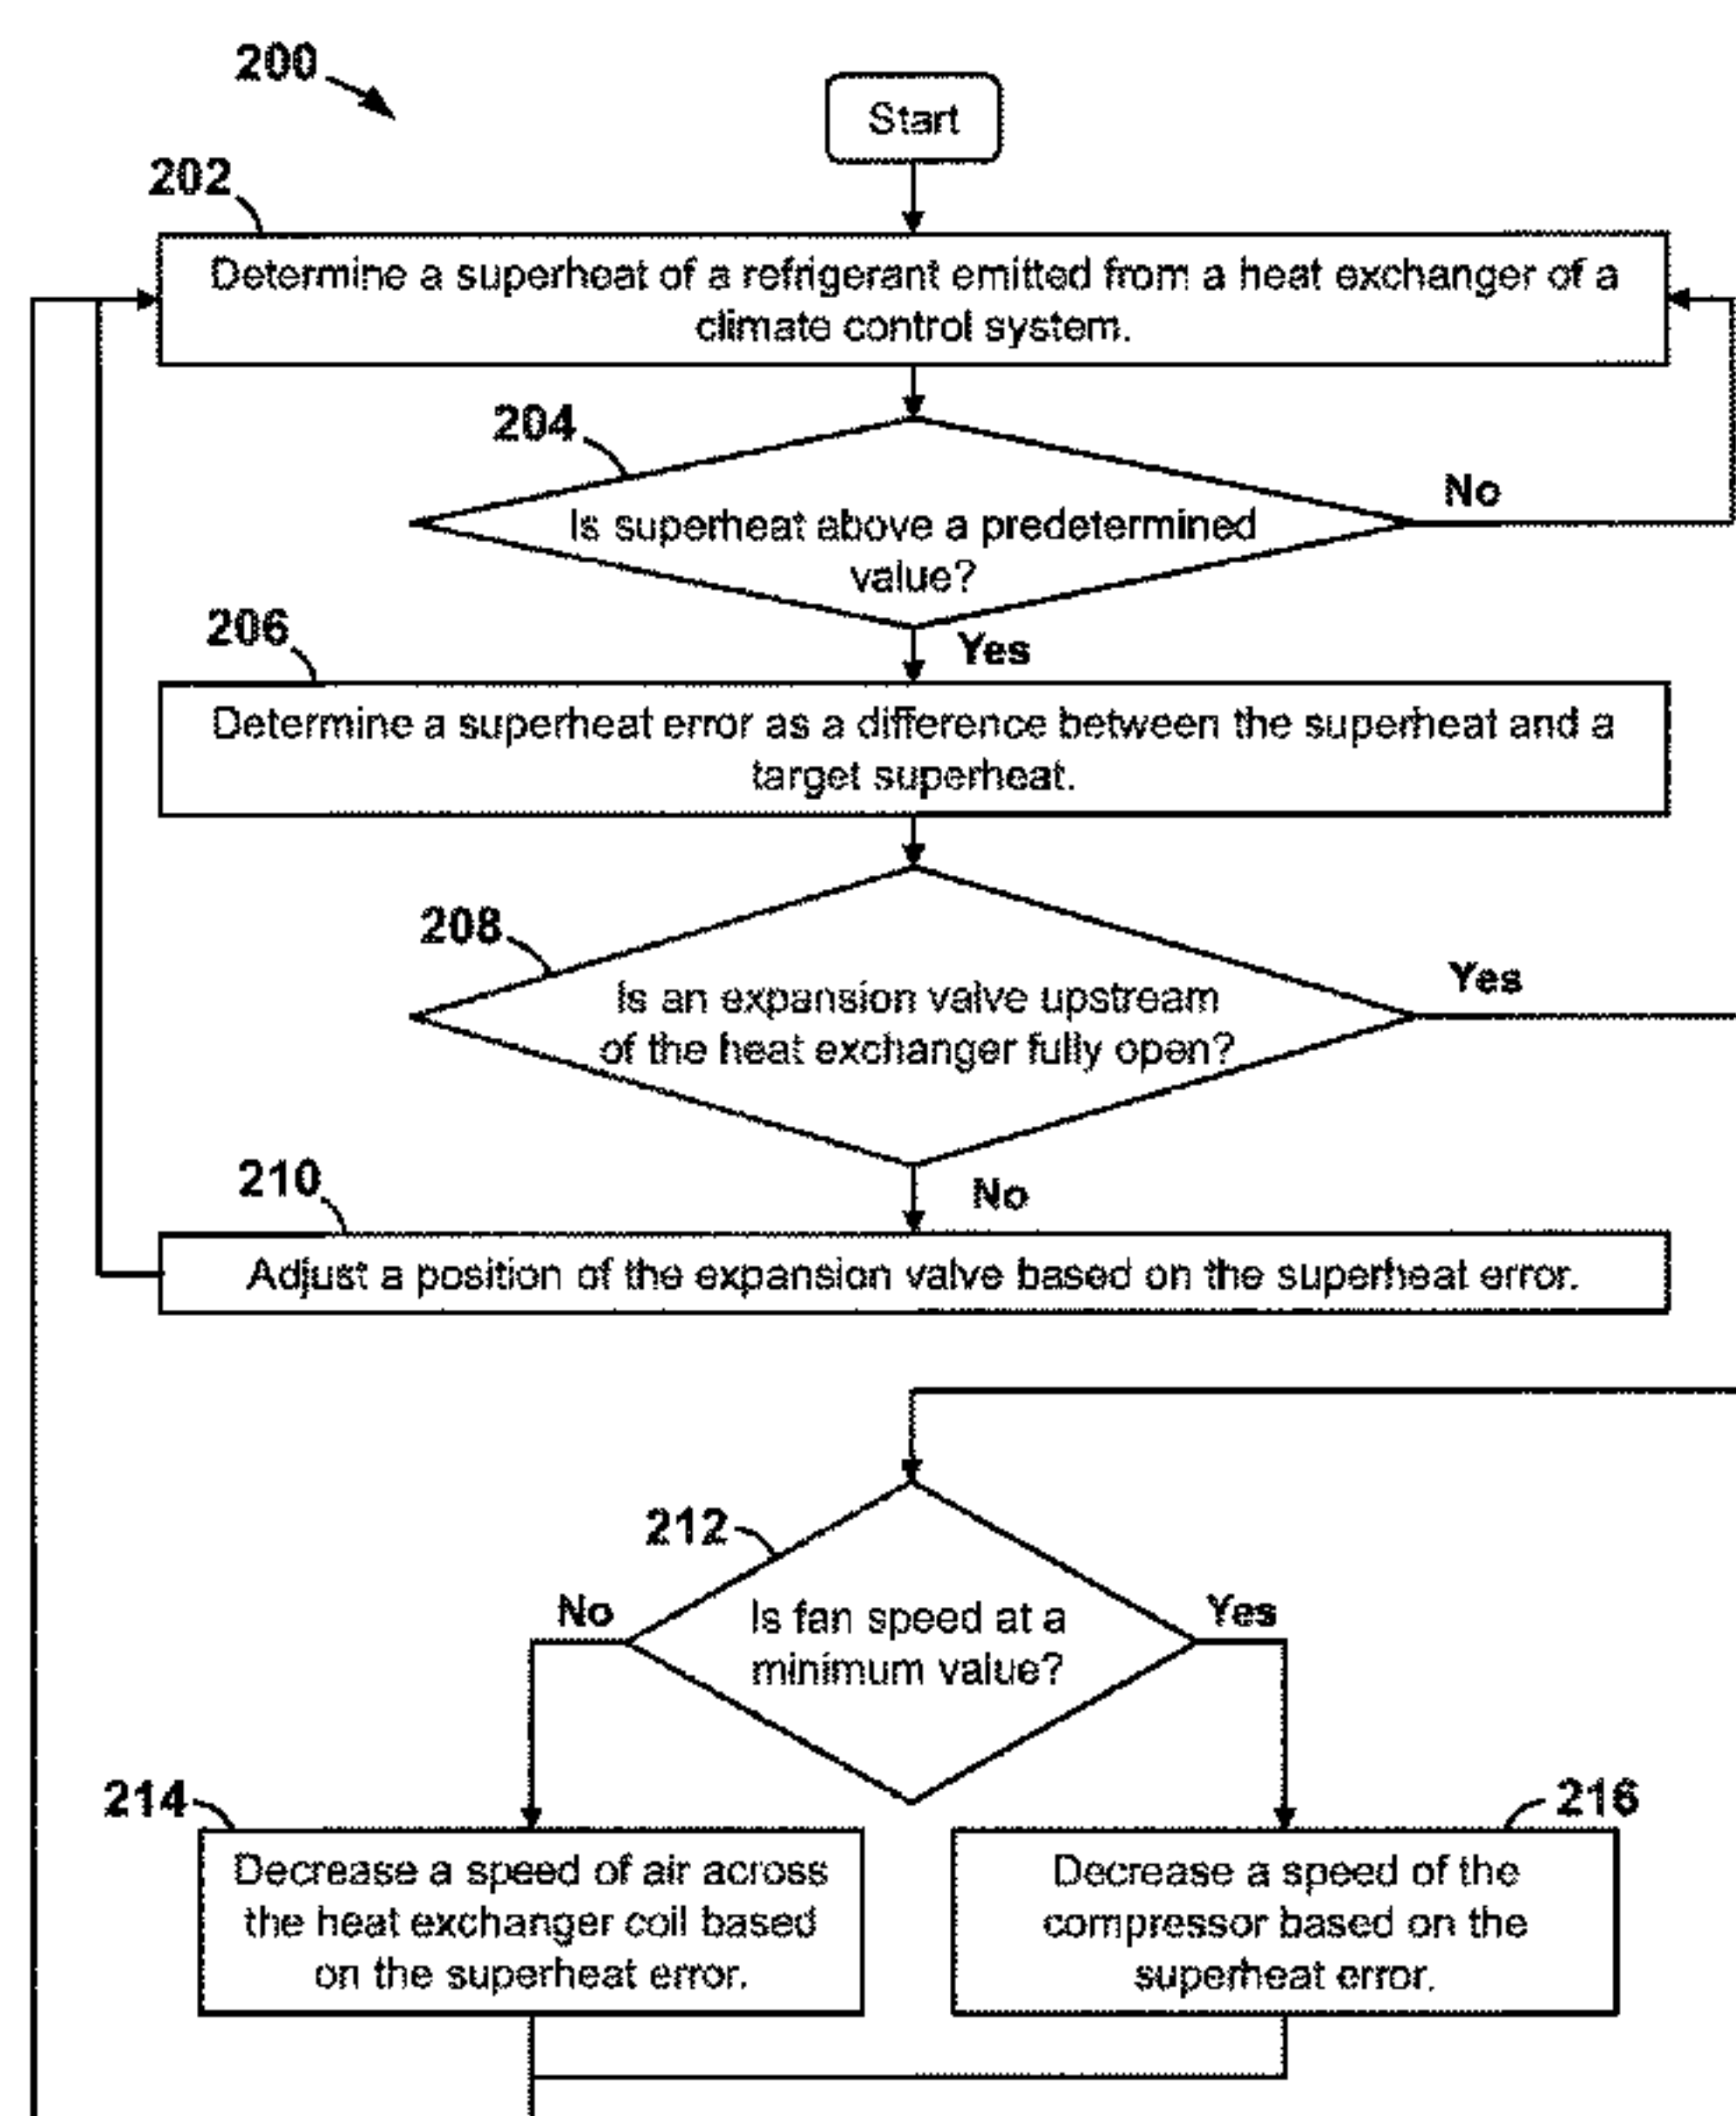 200
Start
202
Determine a superheat of a refrigerant emitted from a heat exchanger of a
climate control system.
204
No
Is superheat above a predetermined
value?
206
Yes
Determine a superheat error as a difference between the superheat and a
target superheat.
208
Yes
Is an expansion valve upstream
of the heat exchanger fully open?
210
No
Adjust a position of the expansion valve based on the superheat error.
212
No
Yes
Is fan speed at a
minimum value?
214
216
Decrease a speed of air across
the heat exchanger coil based
on the superheat error.
Decrease a speed of the
compressor based on the
superheat error.